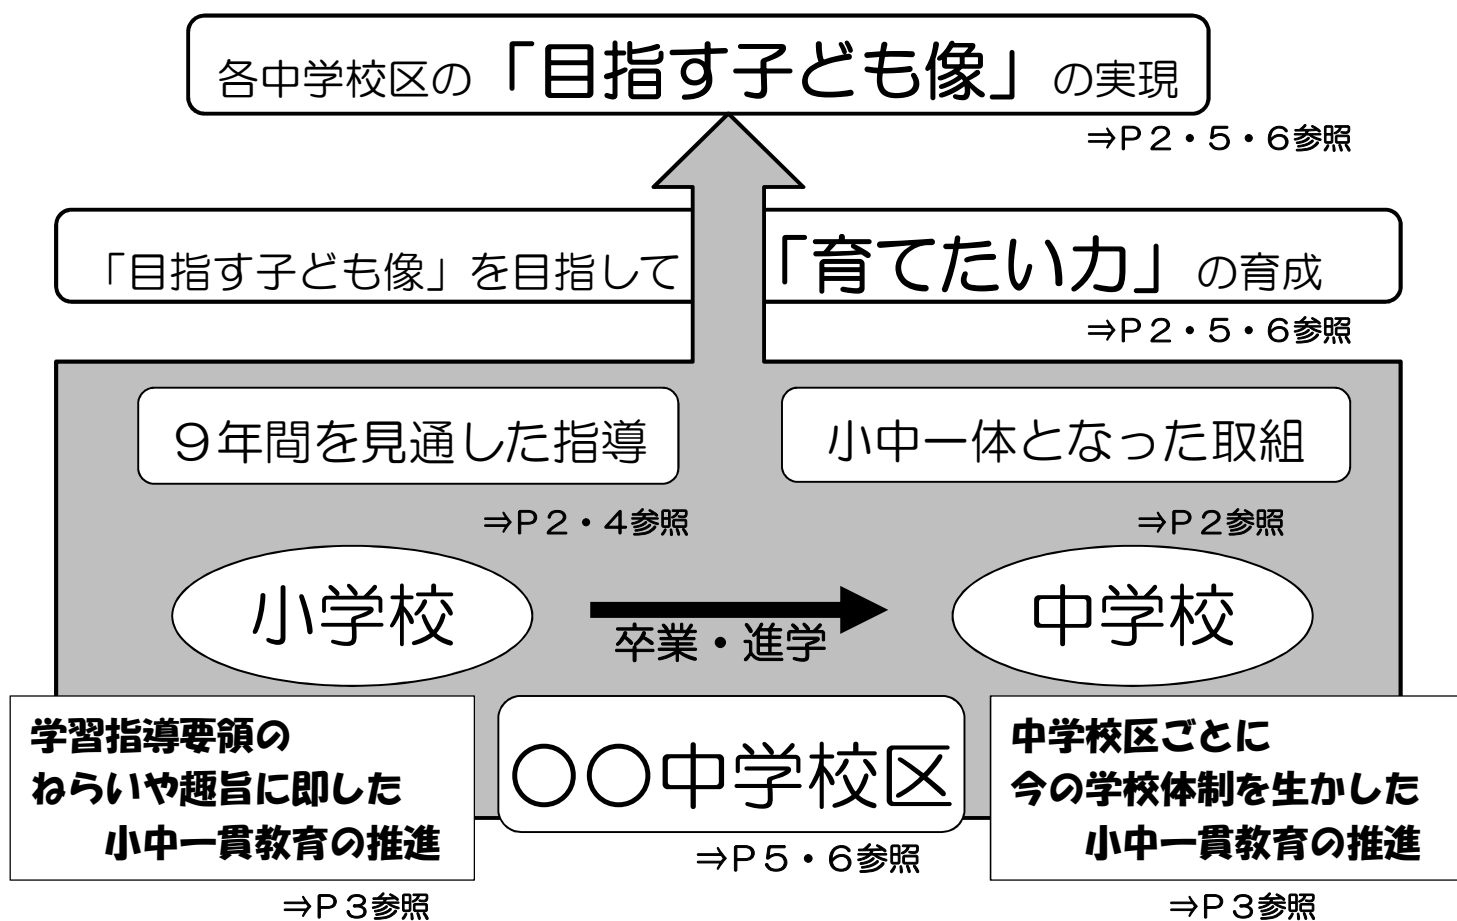 各中学校区の「目指す子ども像」の実現
⇒P2・5・6参照
「目指す子ども像」を目指して「育てたい力」の育成
⇒P2・5・6参照
9年間を見通した指導
小中一体となった取組
⇒P2・4参照
⇒P2参照
小学校
卒業・進学
中学校
学習指導要領の
ねらいや趣旨に即した
小中一貫教育の推進
⇒P3参照
〇〇中学校区
⇒P5・6参照
中学校区ごとに
今の学校体制を生かした
小中一貫教育の推進
⇒P3参照